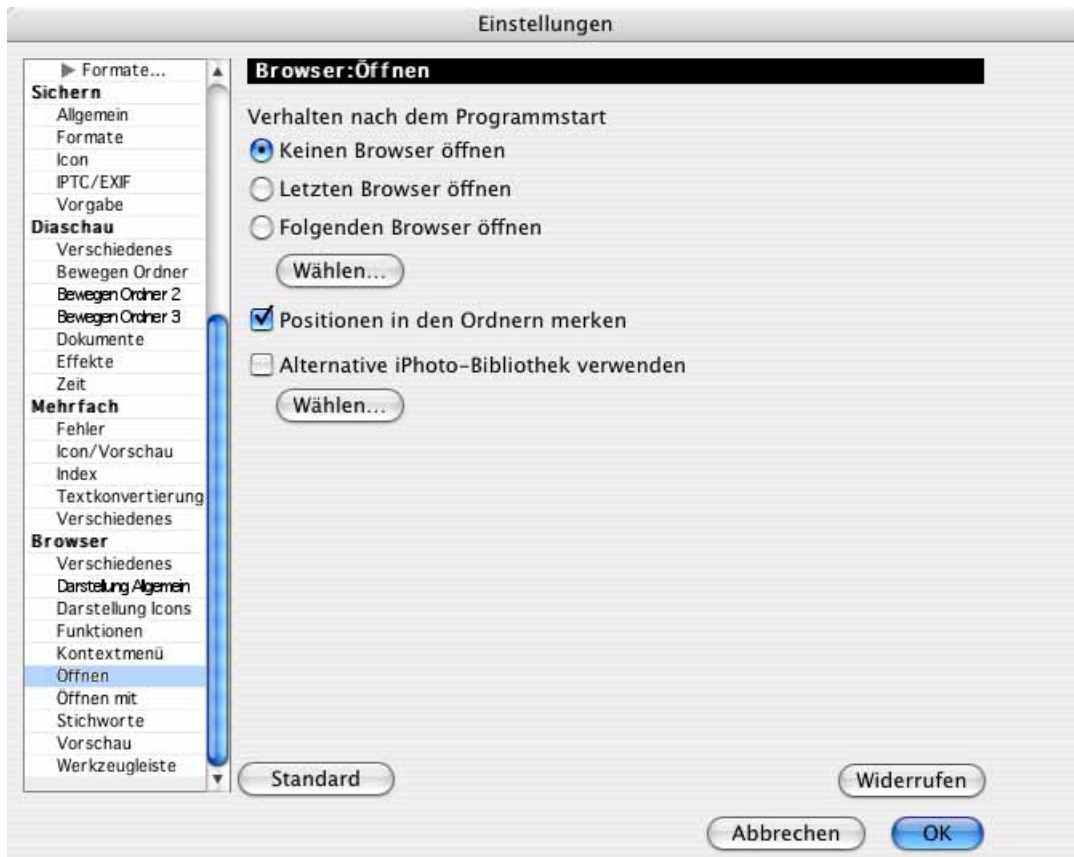 Einstellungen
Formate...
Sichern
Allgemein
Formate
Icon
IPTC/EXIF
Vorgabe
Diaschau
Verschiedenes
Bewegen Ordner
Bewegen Ordner 2
Bewegen Ordner 3
Dokumente
Effekte
Zeit
Mehrfach
Fehler
Icon/Vorschau
Index
Textkonvertierung
Verschiedenes
Browser
Verschiedenes
Darstellung Allgemein
Darstellung Icons
Funktionen
Kontextmenü
Öffnen
Öffnen mit
Stichworte
Vorschau
Werkzeugleiste
Browser:Öffnen
Verhalten nach dem Programmstart
Keinen Browser öffnen
Letzten Browser öffnen
Folgenden Browser öffnen
Wählen...
Positionen in den Ordnern merken
Alternative iPhoto-Bibliothek verwenden
Wählen...
Standard
Widerrufen
Abbrechen
OK